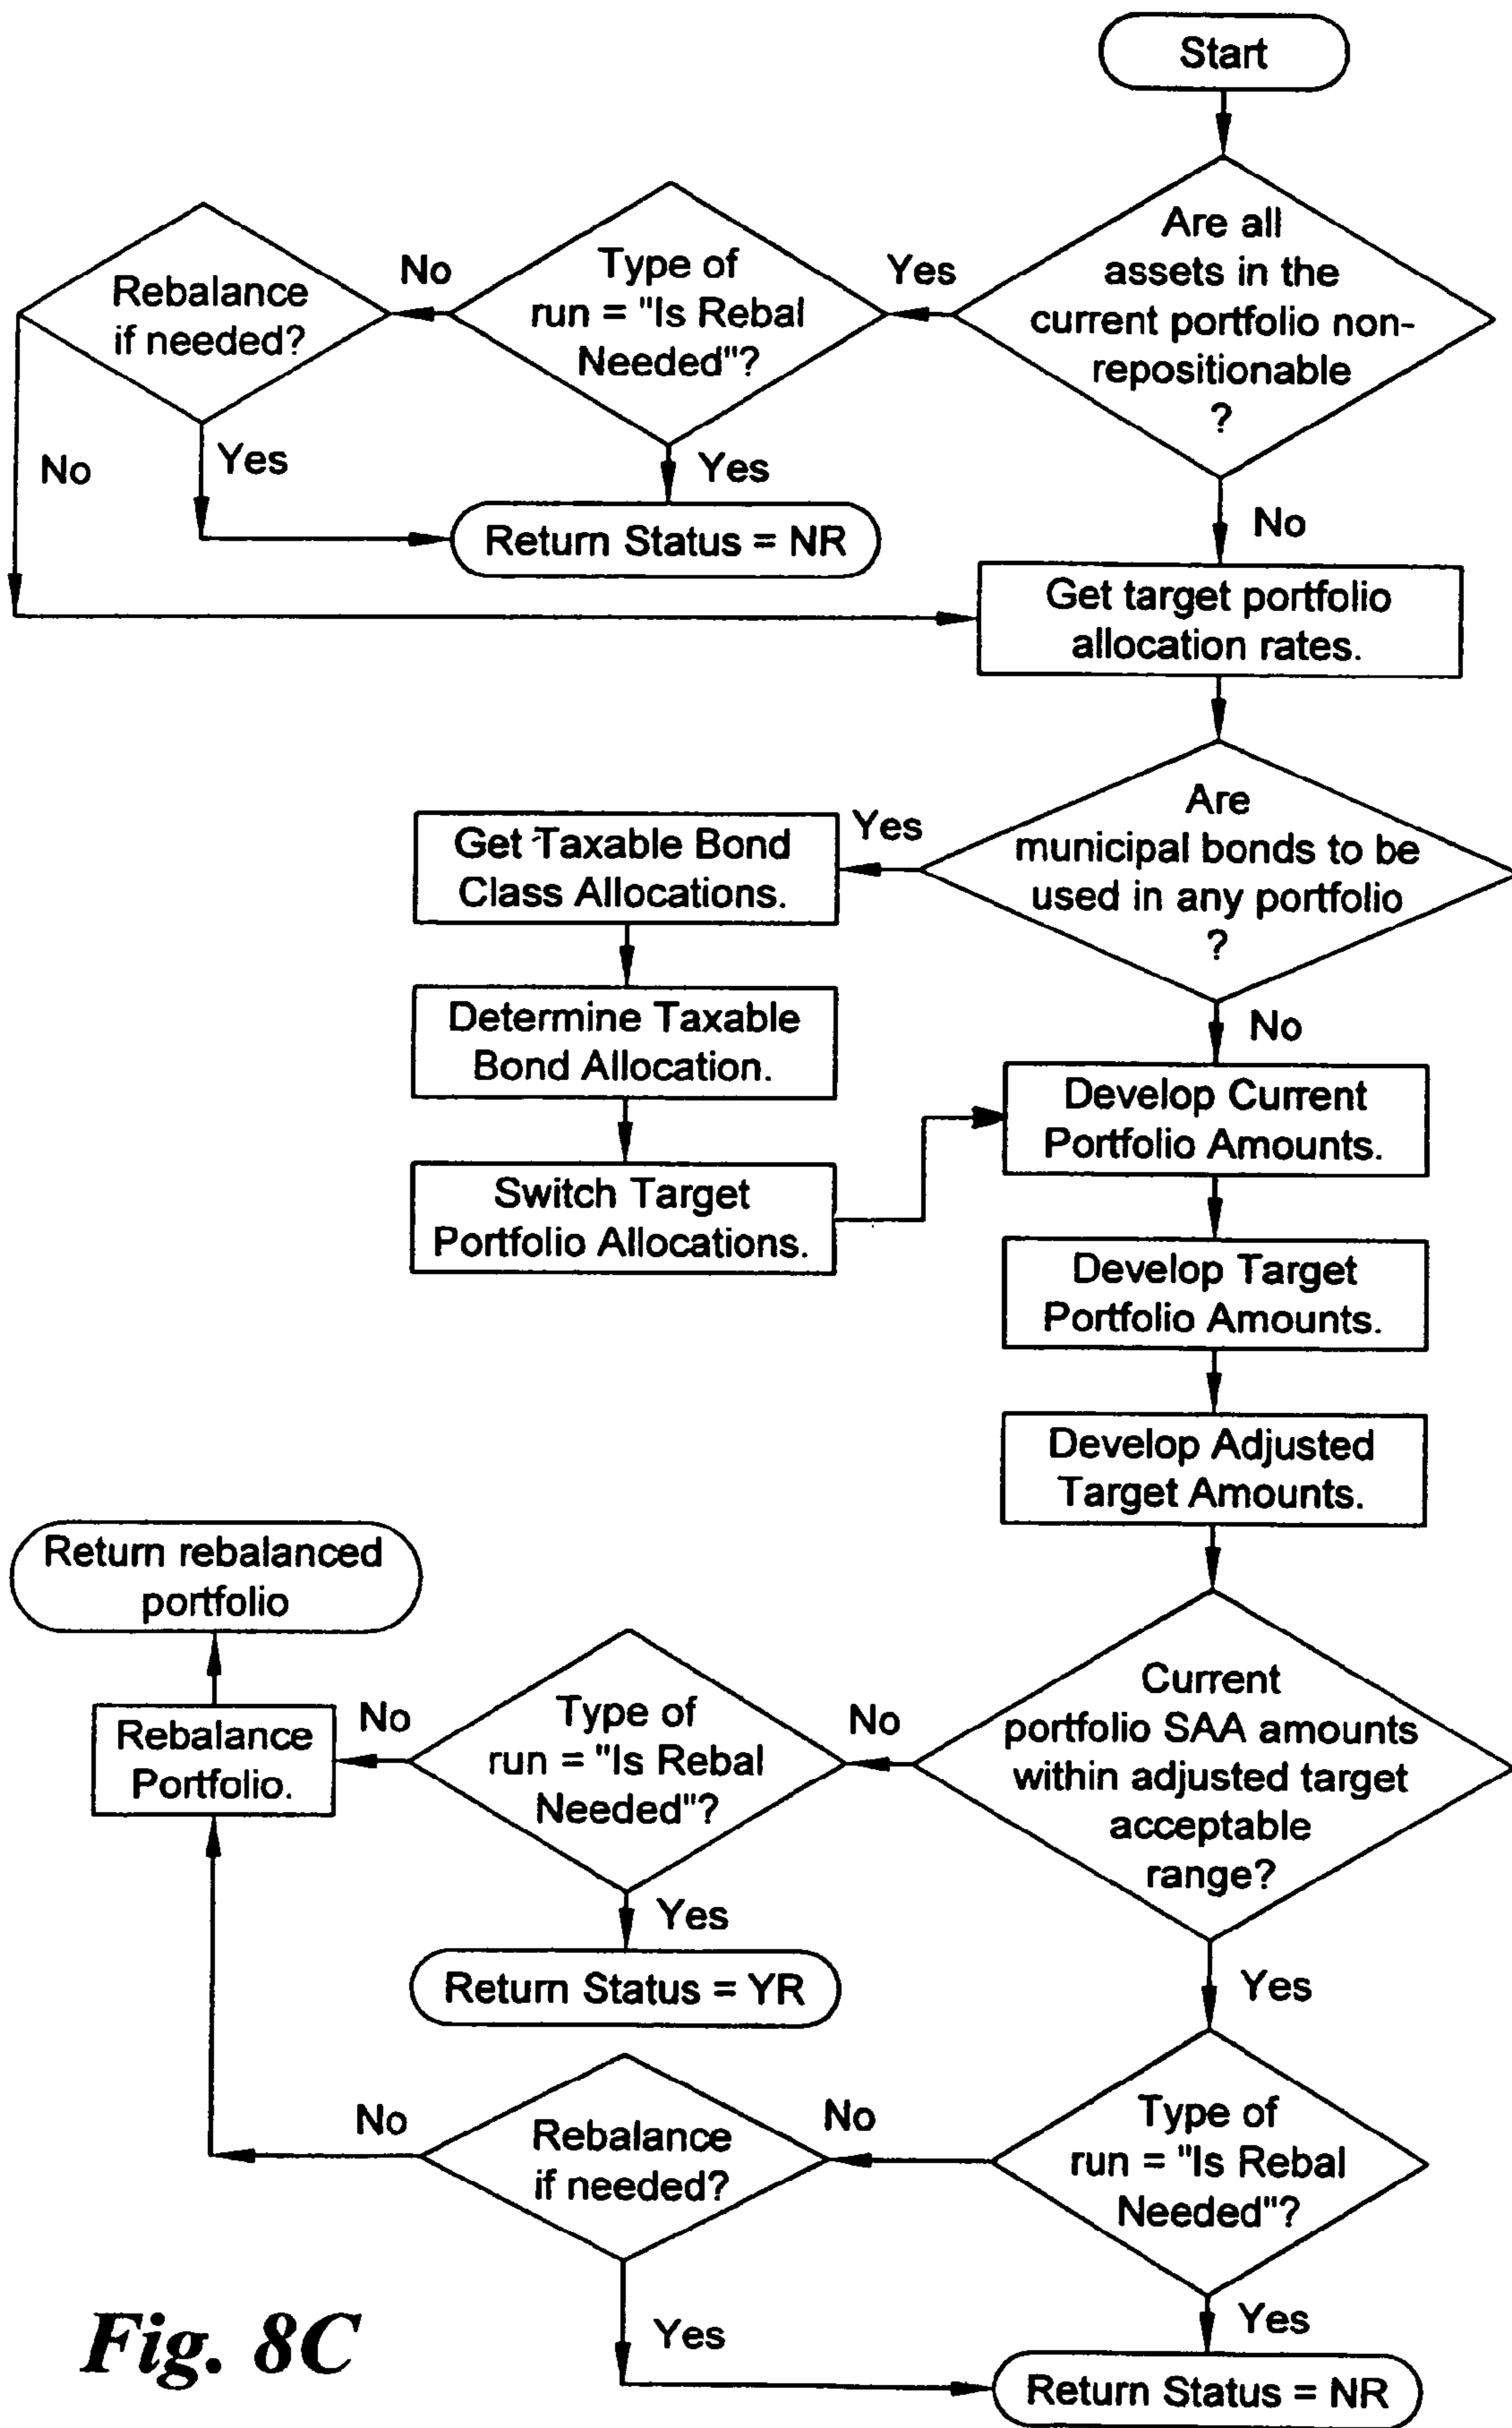 Start
Are all
assets in the
current portfolio non-
repositionable
?
Yes
Type of
run = "Is Rebal
Needed"?
No
Rebalance
if needed?
No
Yes
Yes
Return Status = NR
No
Get target portfolio
allocation rates.
Are
municipal bonds to be
used in any portfolio
?
Yes
Get Taxable Bond
Class Allocations.
Determine Taxable
Bond Allocation.
Switch Target
Portfolio Allocations.
No
Develop Current
Portfolio Amounts.
Develop Target
Portfolio Amounts.
Develop Adjusted
Target Amounts.
Current
portfolio SAA amounts
within adjusted target
acceptable
range?
No
Type of
run = "Is Rebal
Needed"?
No
Rebalance
Portfolio.
Return rebalanced
portfolio
Yes
Return Status = YR
Yes
Type of
run = "Is Rebal
Needed"?
No
Rebalance
if needed?
No
Yes
Yes
Return Status = NR
Fig. 8C